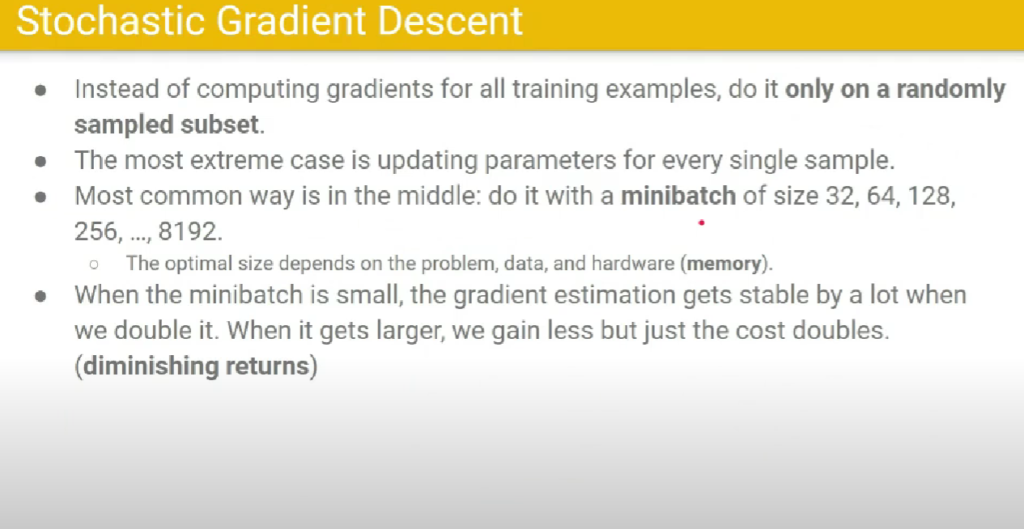 Stochastic Gradient Descent
● Instead of computing gradients for all training examples, do it only on a randomly
sampled subset.
● The most extreme case is updating parameters for every single sample.
● Most common way is in the middle: do it with a minibatch of size 32, 64, 128,
256, ..., 8192.
○ The optimal size depends on the problem, data, and hardware (memory).
● When the minibatch is small, the gradient estimation gets stable by a lot when
we double it. When it gets larger, we gain less but just the cost doubles.
(diminishing returns)